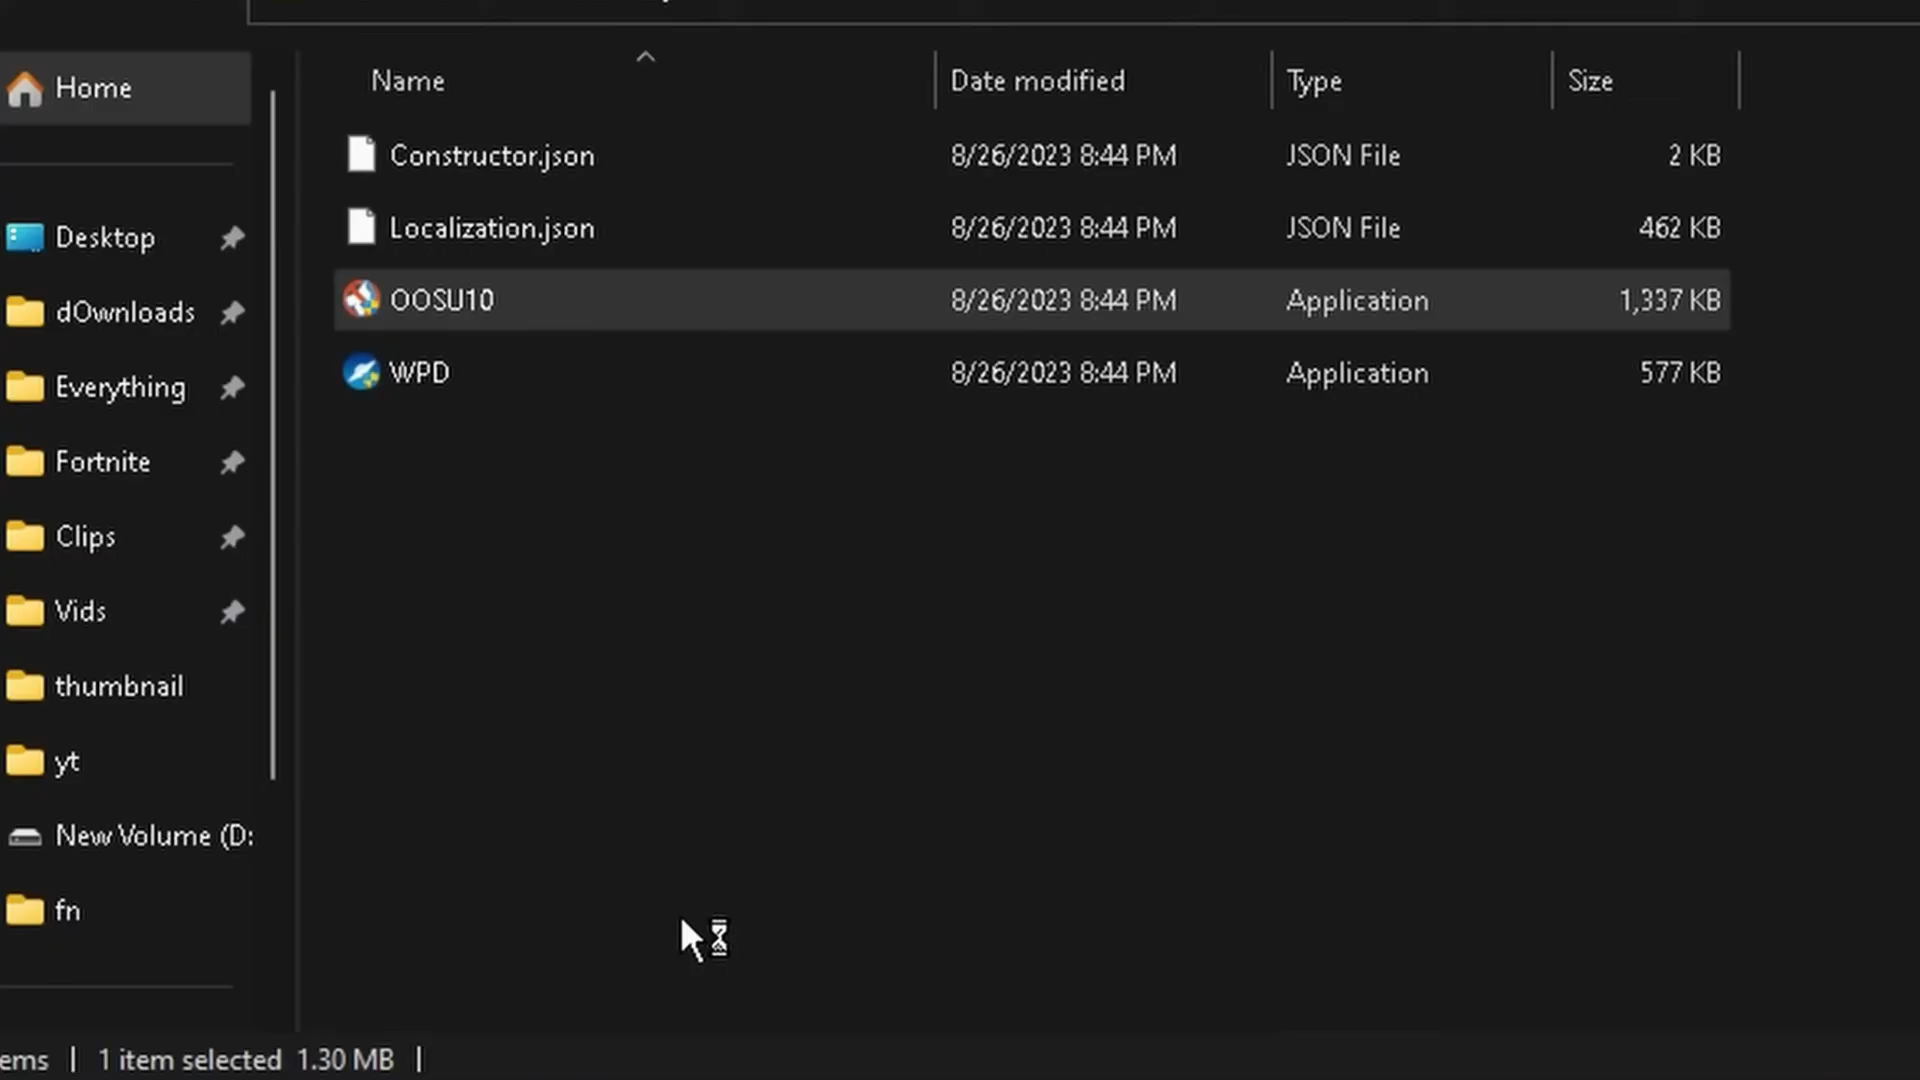 Name Date modified Type Size
Home
Constructor.json 8/26/2023 8:44 PM JSON File 2 KB
Localization.json 8/26/2023 8:44 PM JSON File 462 KB
OOSU10 8/26/2023 8:44 PM Application 1,337 KB
WPD 8/26/2023 8:44 PM Application 577 KB
Desktop
dOwnloads
Everything
Fortnite
Clips
Vids
thumbnail
yt
New Volume (D:
fn
ems | 1 item selected 1.30 MB |